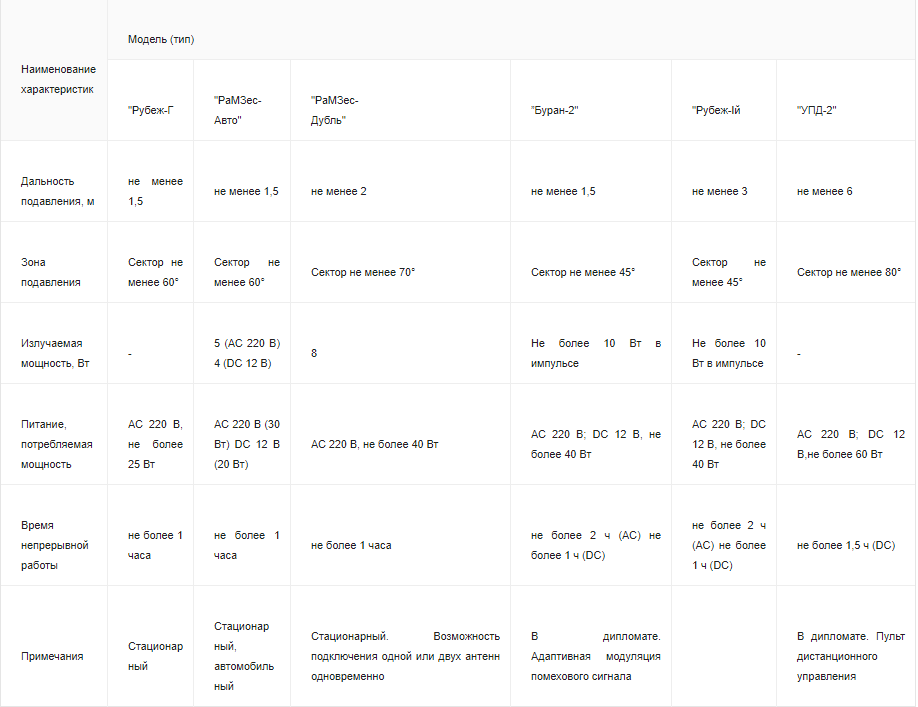 Наименование
характеристик
Модель (тип)
"Рубеж-Г
"РаМЗес-
Авто"
"РаМЗес-
Дубль"
"Буран-2"
"Рубеж-Iй
"УПД-2"
Дальность
подавления, м
не менее
1,5
не менее 1,5
не менее 2
не менее 1,5
не менее 3
не менее 6
Зона
подавления
Сектор не
менее 60°
Сектор не
менее 60°
Сектор не менее 70°
Сектор не менее 45°
Сектор не
менее 45°
Сектор не менее 80°
Излучаемая
мощность, Вт
-
5 (АС 220 В)
4 (DC 12 В)
8
Не более 10 Вт в
импульсе
Не более 10
Вт в импульсе
-
Питание,
потребляемая
мощность
АС 220 В,
не более
25 Вт
АС 220 В (30
Вт) DC 12 В
(20 Вт)
АС 220 В, не более 40 Вт
АС 220 В; DC 12 В, не
более 40 Вт
АС 220 В; DC
12 В, не более
40 Вт
АС 220 В; DC 12
В,не более 60 Вт
Время
непрерывной
работы
не более 1
часа
не более 1
часа
не более 1 часа
не более 2 ч (АС) не
более 1 ч (DC)
не более 2 ч
(АС) не более
1 ч (DC)
не более 1,5 ч (DC)
Примечания
Стационар
ный
Стационар
ный,
автомобиль
ный
Стационарный. Возможность
подключения одной или двух антенн
одновременно
В дипломате.
Адаптивная модуляция
помехового сигнала
В дипломате. Пульт
дистанционного
управления